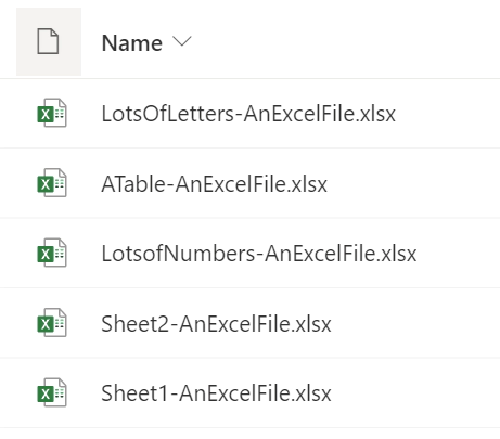 Name
LotsOfLetters-AnExcelFile.xlsx
ATable-AnExcelFile.xlsx
LotsofNumbers-AnExcelFile.xlsx
Sheet2-AnExcelFile.xlsx
Sheet1-AnExcelFile.xlsx